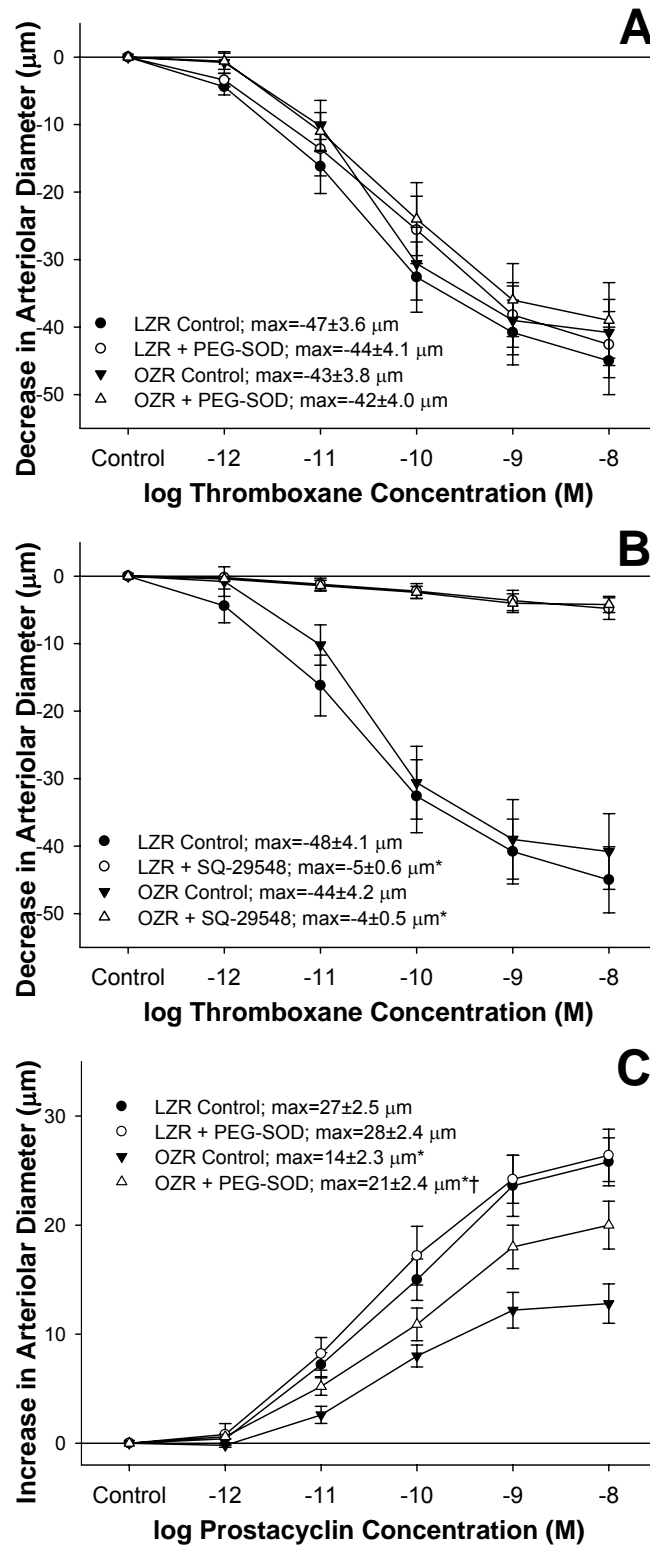 A
Decrease in Arteriolar Diameter (μm)
0
-10
-20
-30
-40
-50
LZR Control; max=-47±3.6 μm
LZR + PEG-SOD; max=-44±4.1 μm
OZR Control; max=-43±3.8 μm
OZR + PEG-SOD; max=-42±4.0 μm
Control -12 -11 -10 -9 -8
log Thromboxane Concentration (M)
B
Decrease in Arteriolar Diameter (μm)
0
-10
-20
-30
-40
-50
LZR Control; max=-48±4.1 μm
LZR + SQ-29548; max=-5±0.6 μm*
OZR Control; max=-44±4.2 μm
OZR + SQ-29548; max=-4±0.5 μm*
Control -12 -11 -10 -9 -8
log Thromboxane Concentration (M)
C
Increase in Arteriolar Diameter (μm)
30
20
10
0
LZR Control; max=27±2.5 μm
LZR + PEG-SOD; max=28±2.4 μm
OZR Control; max=14±2.3 μm*
OZR + PEG-SOD; max=21±2.4 μm*†
Control -12 -11 -10 -9 -8
log Prostacyclin Concentration (M)